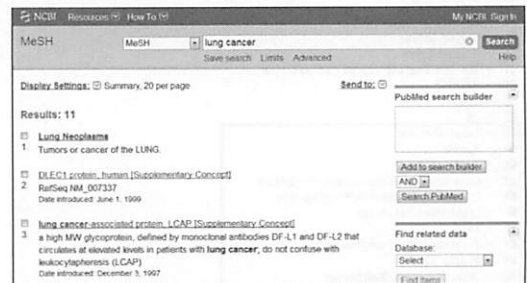 NCBI Resources How To My NCBI Sign In
MeSH MeSH lung cancer Search
Save search Limits Advanced Help
Display Settings: Summary, 20 per page Send to:
Results: 11
Lung Neoplasms
1. Tumors or cancer of the LUNG.
DLEC1 protein, human [Supplementary Concept]
2. RefSeq NM_007337
Date introduced: June 1, 1999
lung cancer-associated protein, LCAP [Supplementary Concept]
3. a high MW glycoprotein, defined by monoclonal antibodies DF-L1 and DF-L2 that
circulates at elevated levels in patients with lung cancer; do not confuse with
leukocytapheresis (LCAP)
Date introduced: December 3, 1997
PubMed search builder
Add to search builder
AND
Search PubMed
Find related data
Database:
Select
Find items